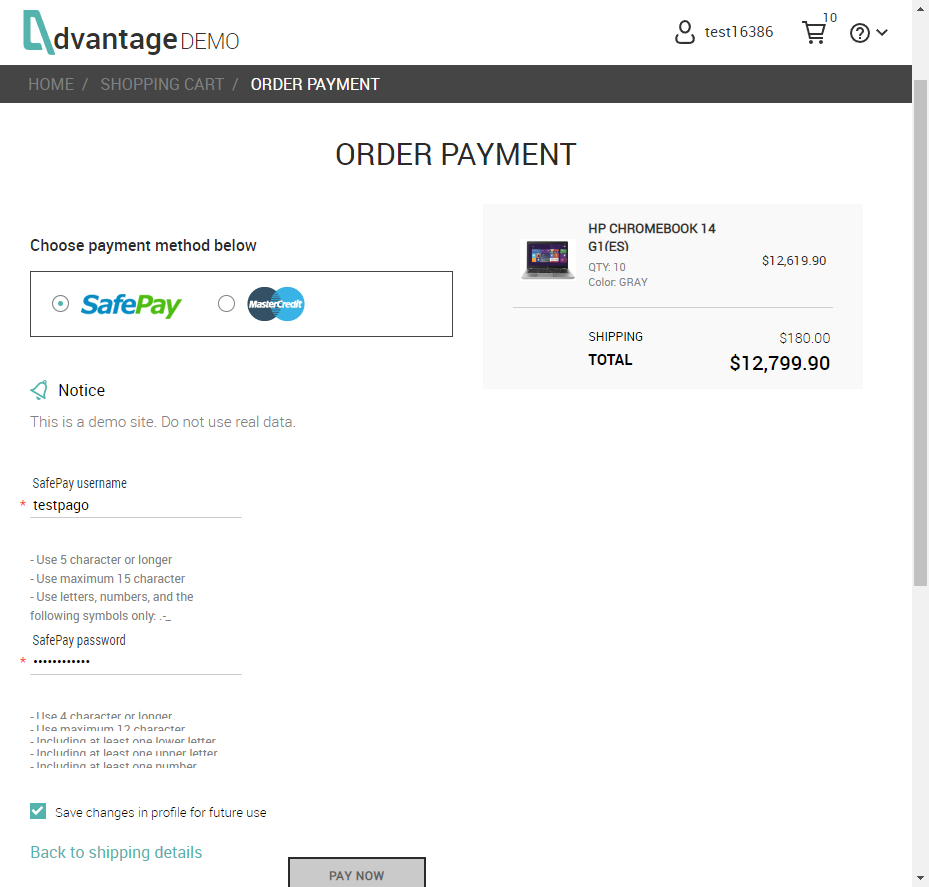 dvantage DEMO
test16386
10
HOME / SHOPPING CART / ORDER PAYMENT
ORDER PAYMENT
Choose payment method below
SafePay
MasterCredit
HP CHROMEBOOK 14
G1(ES)
QTY: 10
Color: GRAY
$12,619.90
SHIPPING $180.00
TOTAL $12,799.90
Notice
This is a demo site. Do not use real data.
SafePay username
* testpago
- Use 5 character or longer
- Use maximum 15 character
- Use letters, numbers, and the
following symbols only: .-_
SafePay password
* ••••••••••••
- Use 4 character or longer
- Use maximum 12 character
- Including at least one lower letter
- Including at least one upper letter
- Including at least one number
Save changes in profile for future use
Back to shipping details
PAY NOW